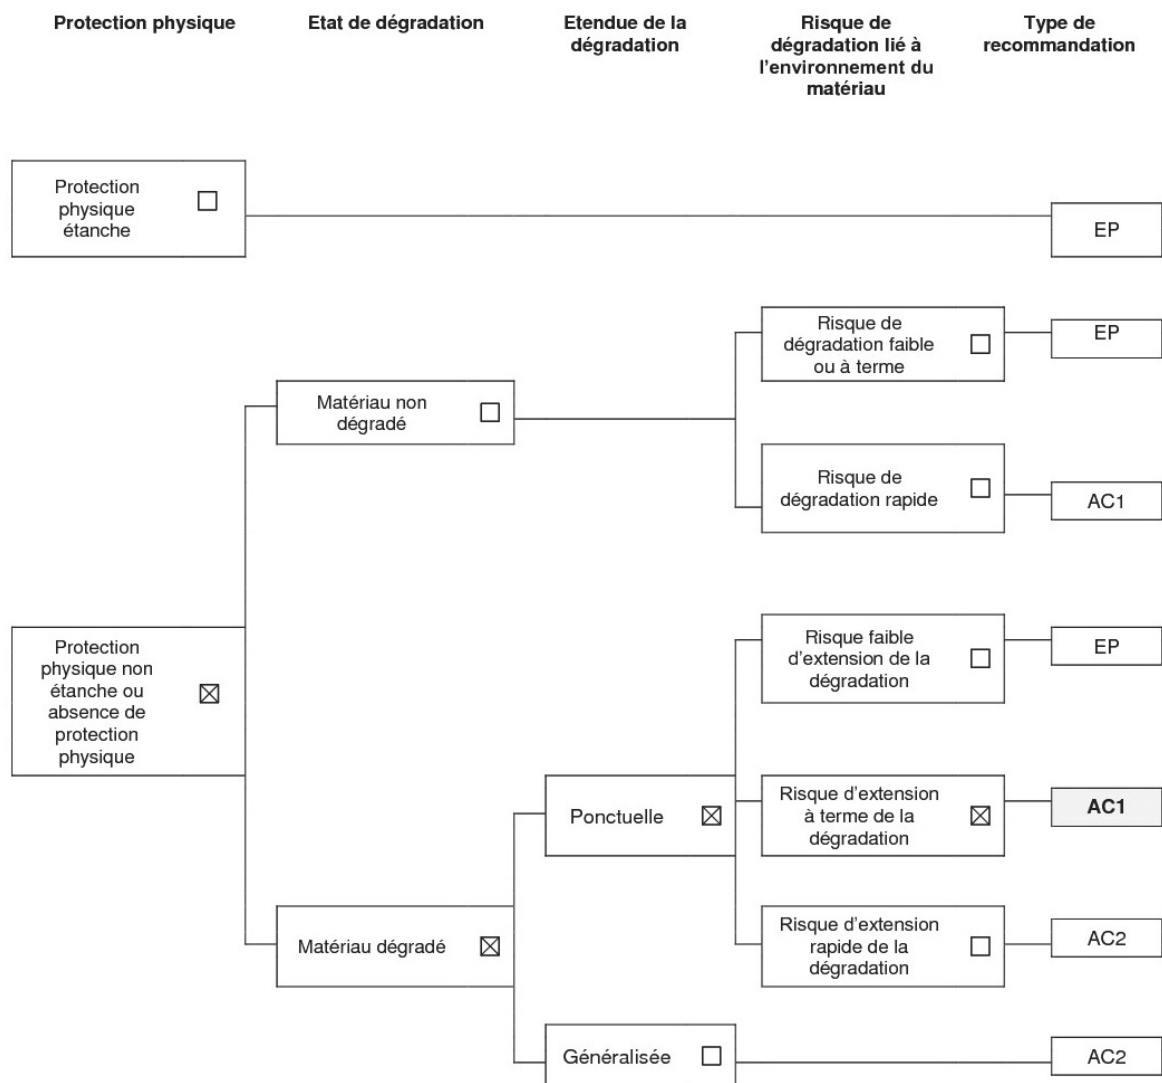 Protection physique
Etat de dégradation
Etendue de la
dégradation
Risque de
dégradation lié à
l'environnement du
matériau
Type de
recommandation
Protection
physique
étanche
EP
Risque de
dégradation faible
ou à terme
EP
Matériau non
dégradé
Risque de
dégradation rapide
AC1
Protection
physique non
étanche ou
absence de
protection
physique
Risque faible
d'extension de la
dégradation
EP
Ponctuelle
Risque d'extension
à terme de la
dégradation
AC1
Matériau dégradé
Risque d'extension
rapide de la
dégradation
AC2
Généralisée
AC2